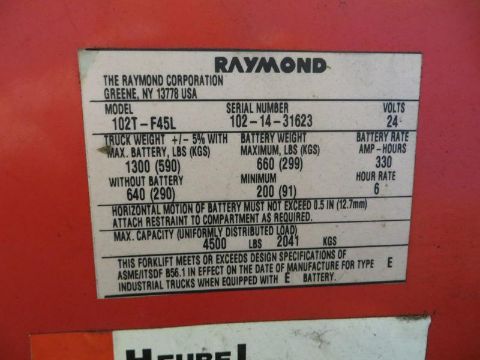 RAYMOND
THE RAYMOND CORPORATION
GREENE, NY 13778 USA
MODEL SERIAL NUMBER VOLTS
102T-F45L 102-14-31623 24
TRUCK WEIGHT +/- 5% WITH BATTERY WEIGHT BATTERY RATE
MAX. BATTERY, LBS (KGS) MAXIMUM, LBS (KGS) AMP-HOURS
1300 (590) 660 (299) 330
WITHOUT BATTERY MINIMUM HOUR RATE
640 (290) 200 (91) 6
HORIZONTAL MOTION OF BATTERY MUST NOT EXCEED 0.5 IN (12.7mm)
ATTACH RESTRAINT TO COMPARTMENT AS REQUIRED.
MAX. CAPACITY (UNIFORMLY DISTRIBUTED LOAD)
4500 LBS 2041 KGS
THIS FORKLIFT MEETS OR EXCEEDS DESIGN SPECIFICATIONS OF
ASME/ITSDF B56.1 IN EFFECT ON THE DATE OF MANUFACTURE FOR TYPE E
INDUSTRIAL TRUCKS WHEN EQUIPPED WITH E BATTERY.